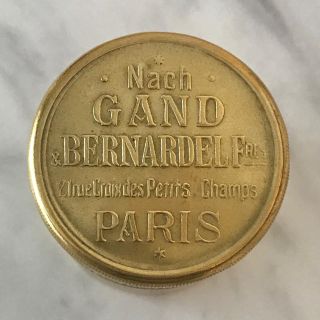 Nach
GAND
& BERNARDEL Fres
21 rue Croix des Petits - Champs
PARIS